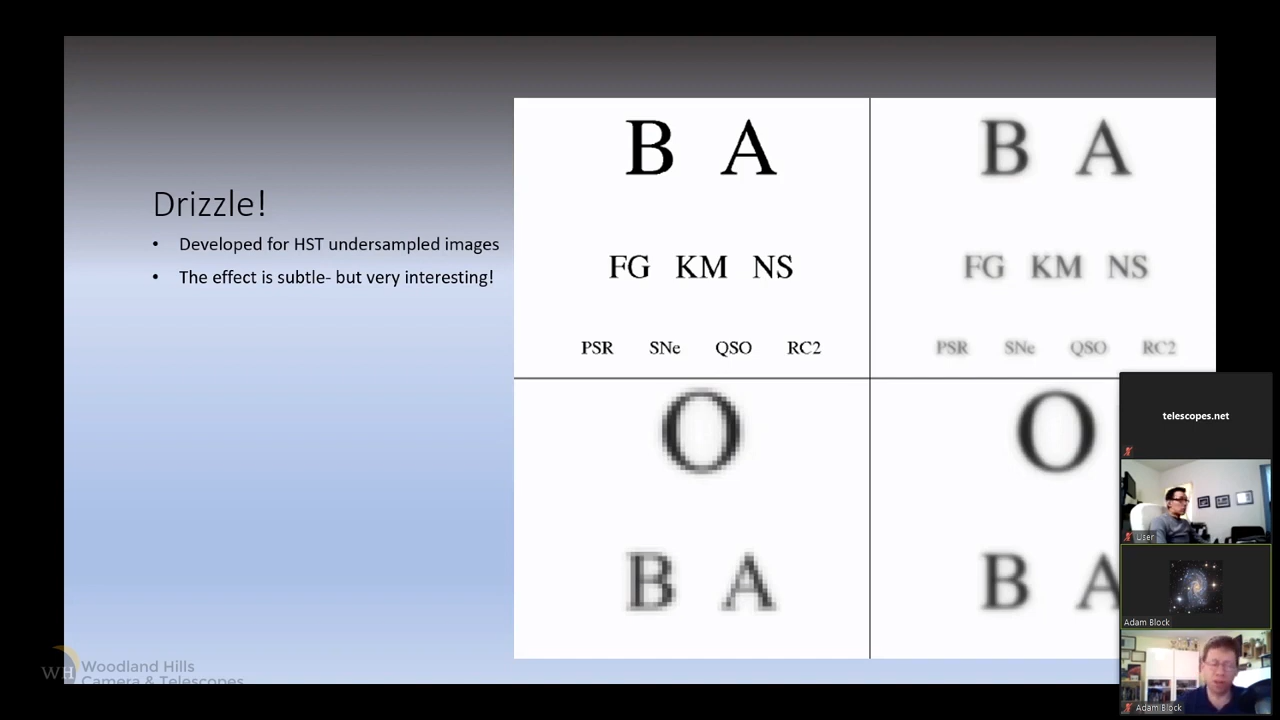 Drizzle!
• Developed for HST undersampled images
• The effect is subtle- but very interesting!
B A
FG KM NS
PSR SNe QSO RC2
B A
FG KM NS
PSR SNe QSO RC2
O
B A
O
B A
telescopes.net
User
Adam Block
Adam Block
WH
Woodland Hills
Camera & Telescopes